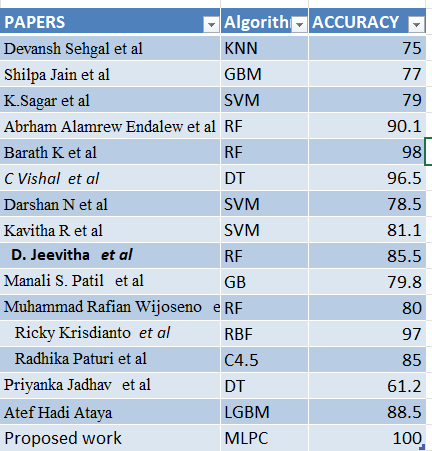 PAPERS Algorith ACCURACY
Devansh Sehgal et al KNN 75
Shilpa Jain et al GBM 77
K.Sagar et al SVM 79
Abrham Alamrew Endalew et al RF 90.1
Barath K et al RF 98
C Vishal et al DT 96.5
Darshan N et al SVM 78.5
Kavitha R et al SVM 81.1
D. Jeevitha et al RF 85.5
Manali S. Patil et al GB 79.8
Muhammad Rafian Wijoseno e RF 80
Ricky Krisdianto et al RBF 97
Radhika Paturi et al C4.5 85
Priyanka Jadhav et al DT 61.2
Atef Hadi Ataya LGBM 88.5
Proposed work MLPC 100